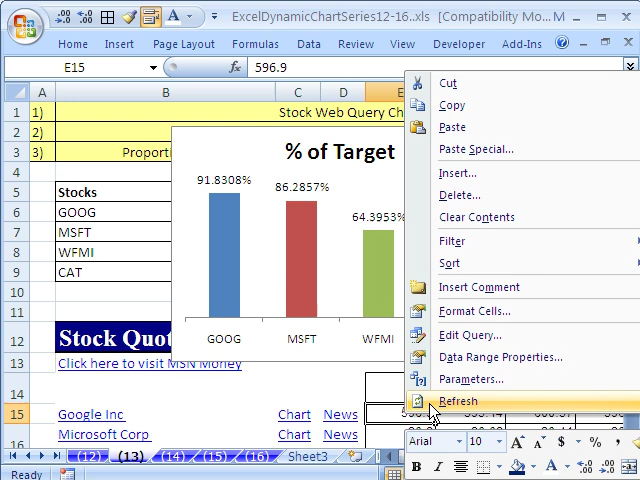 ExcelDynamicChartSeries12-16..xls [Compatibility Mo... M
Home Insert Page Layout Formulas Data Review View Developer Add-Ins
E15 fx 596.9
A B C D E
1 1) Stock Web Query Ch
2 2)
3 3) Proporti
4
5 Stocks
6 GOOG
7 MSFT
8 WFMI
9 CAT
10
11
12 Stock Quot
13 Click here to visit MSN Money
14
15 Google Inc Chart News
16 Microsoft Corp Chart News
% of Target
91.8308%
86.2857%
64.3953%
GOOG MSFT WFMI
Cut
Copy
Paste
Paste Special...
Insert...
Delete...
Clear Contents
Filter
Sort
Insert Comment
Format Cells...
Edit Query...
Data Range Properties...
Parameters...
Refresh
Arial 10 A A $ % ,
B I A
(12) (13) (14) (15) (16) Sheet3
Ready